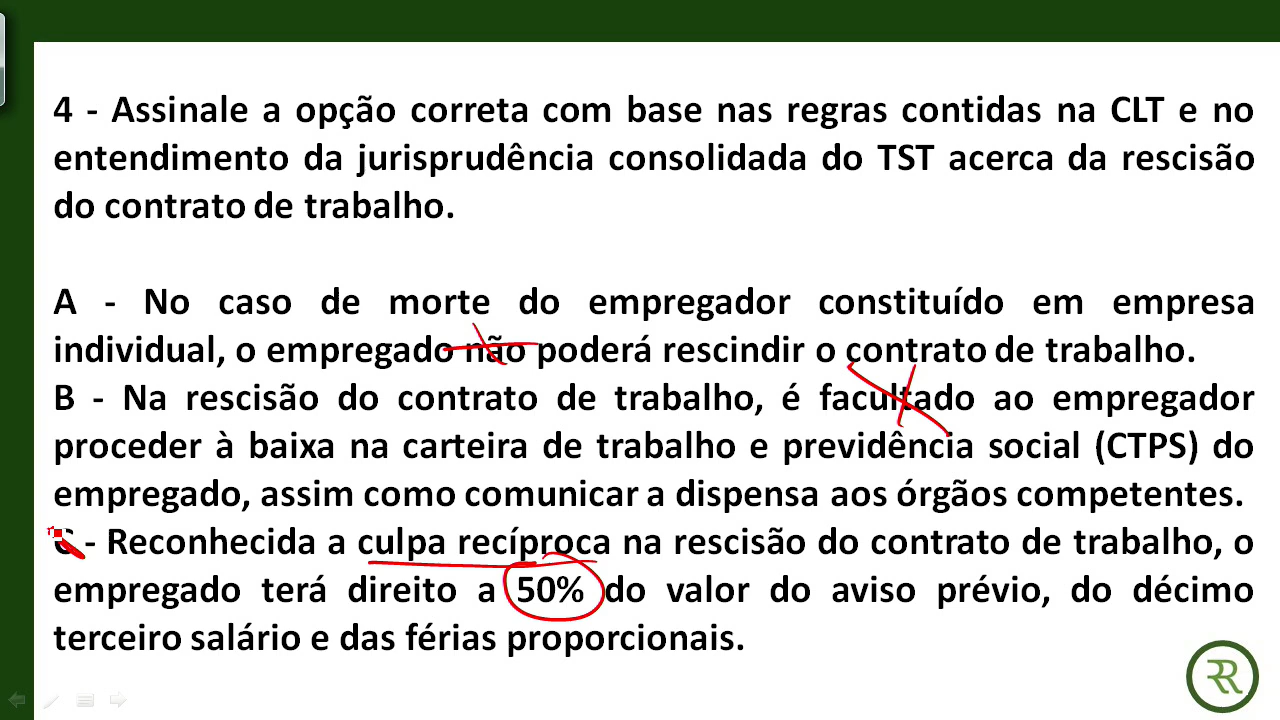 4 - Assinale a opção correta com base nas regras contidas na CLT e no
entendimento da jurisprudência consolidada do TST acerca da rescisão
do contrato de trabalho.
A - No caso de morte do empregador constituído em empresa
individual, o empregado não poderá rescindir o contrato de trabalho.
B - Na rescisão do contrato de trabalho, é facultado ao empregador
proceder à baixa na carteira de trabalho e previdência social (CTPS) do
empregado, assim como comunicar a dispensa aos órgãos competentes.
C - Reconhecida a culpa recíproca na rescisão do contrato de trabalho, o
empregado terá direito a 50% do valor do aviso prévio, do décimo
terceiro salário e das férias proporcionais.